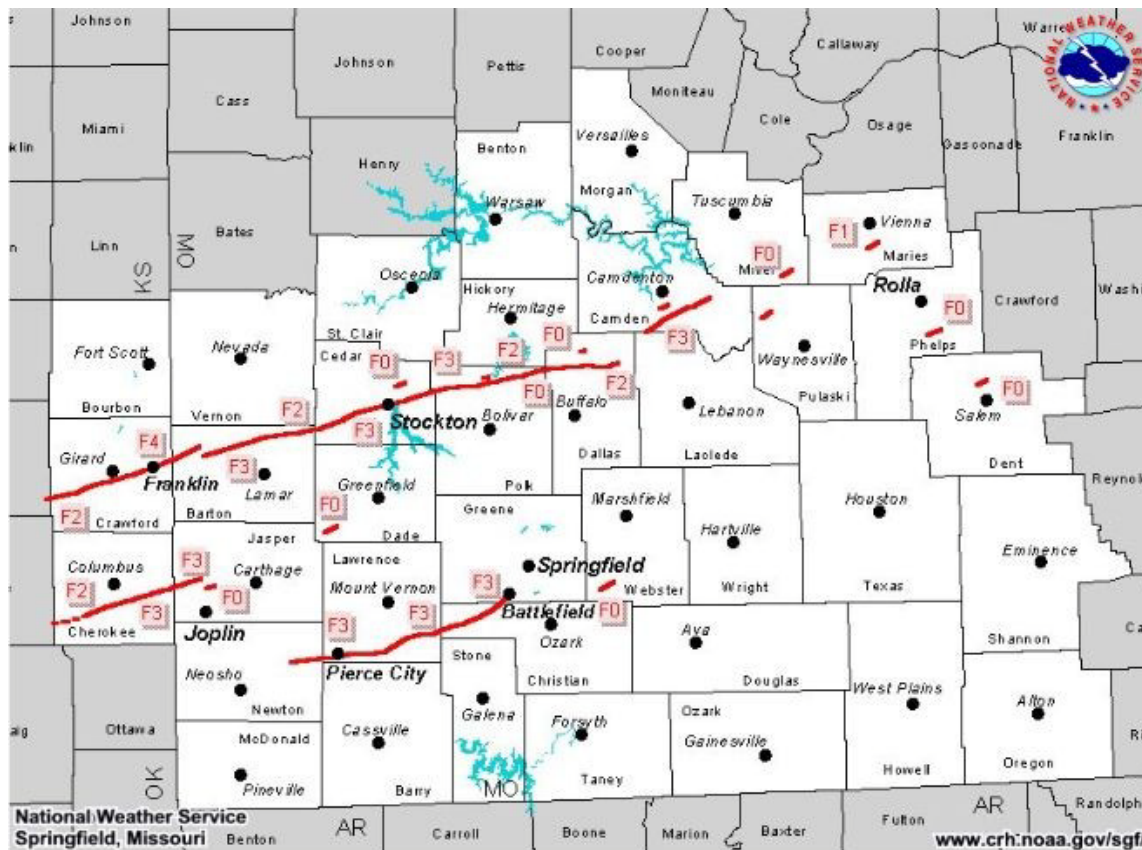 Johnson
Johnson
Pettis
Cooper
Callaway
Warre
NATIONAL WEATHER SERVICE
Moniteau
Cass
Miami
klin
Cole
Osage
Gasconade
Franklin
Versailles
Benton
Henry
Morgan
Tuscumbia
Warsaw
Vienna
F1
Linn
Bates
MO
KS
Osceola
Camdenton
F0
Miller
Maries
Hickory
Rolla
Crawford
Washi
Hermitage
Camden
St. Clair
F0
Phelps
Fort Scott
Nevada
Cedar
F0
F3
F2
F0
F3
Waynesville
Pulaski
Bourbon
Vernon
F2
Stockton
F0
F2
Buffalo
Bolivar
Lebanon
Laclede
F0
Salem
Dent
F3
Girard
F4
Franklin
F3
Lamar
Barton
Greenfield
Polk
Dallas
Marshfield
Houston
Reynol
F2
Crawford
F0
Dade
Greene
Hartville
Jasper
Columbus
F3
Carthage
Lawrence
Mount Vernon
Springfield
Webster
Wright
Texas
Eminence
F2
F3
F0
F3
Battlefield
F0
Cherokee
Joplin
F3
F3
Ozark
Ava
Shannon
Ca
Neosho
Pierce City
Stone
Christian
Douglas
West Plains
Newton
Galena
Alton
aig
Ottawa
McDonald
Cassville
Forsyth
Ozark
Gainesville
Howell
Oregon
Ri
OK
Pineville
Barry
MO
Taney
AR
Randolph
National Weather Service
Springfield, Missouri
Benton
AR
Carroll
Boone
Marion
Baxter
Fulton
www.crh.noaa.gov/sgf